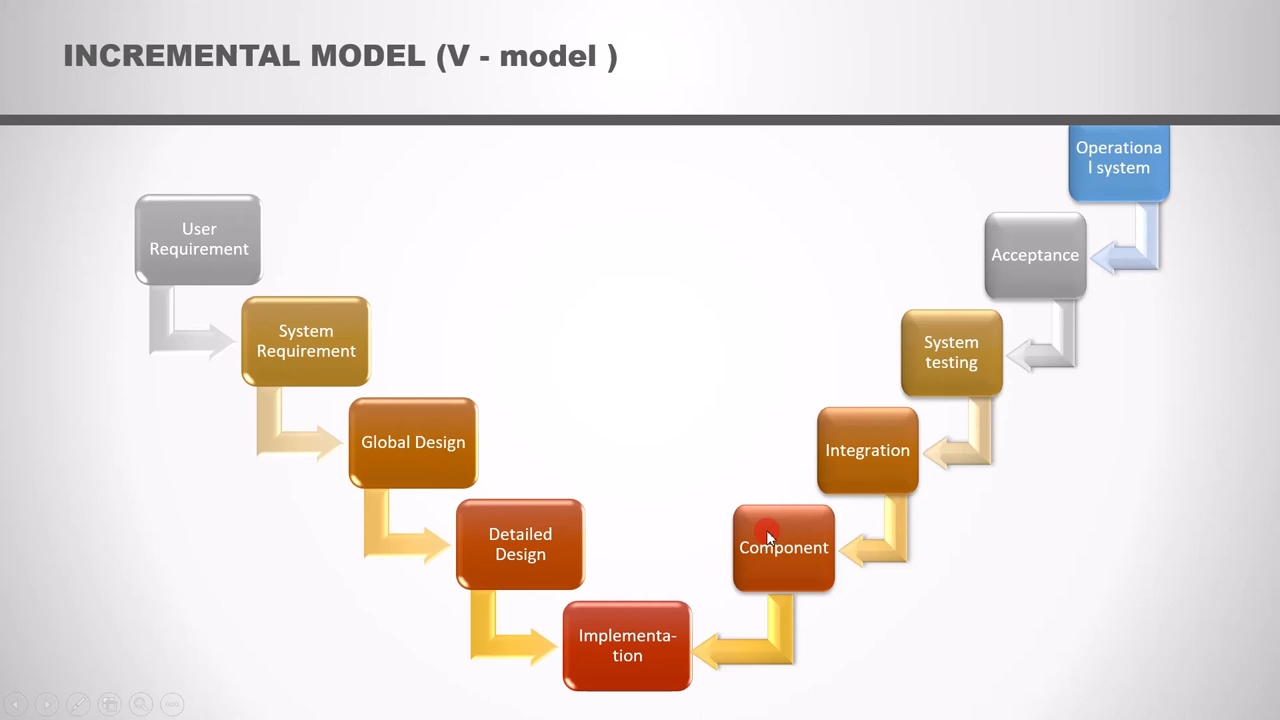 INCREMENTAL MODEL (V - model )
Operationa
l system
User
Requirement
Acceptance
System
Requirement
System
testing
Global Design
Integration
Detailed
Design
Component
Implementa-
tion